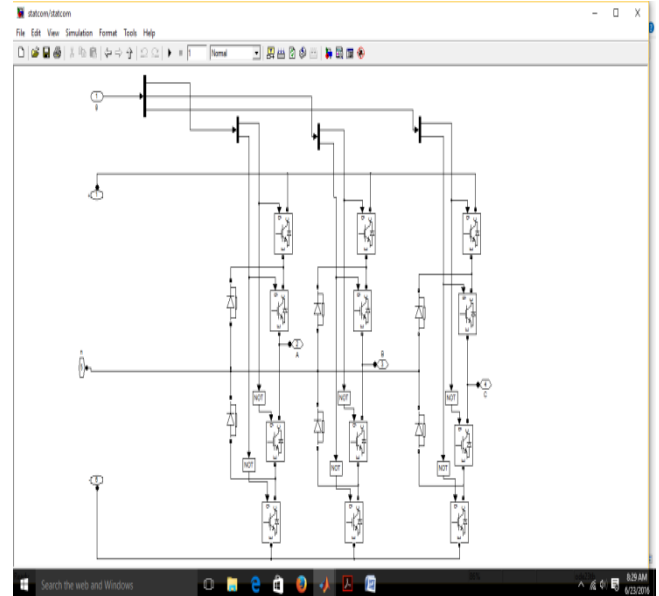 statcom/statcom
File Edit View Simulation Format Tools Help
1 Normal
1
2
A
B
3
n
4
C
NOT
NOT
NOT
NOT
NOT
NOT
Search the web and Windows
8:29 AM
6/23/2016